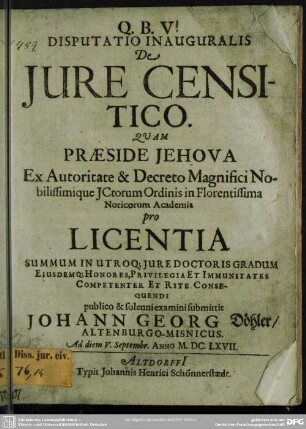 Q. B. V!
DISPUTATIO INAUGURALIS
De
JURE CENSI-
TICO.
QUAM
PRÆSIDE JEHOVA
Ex Autoritate & Decreto Magnifici No-
bilissimique JCtorum Ordinis in Florentissima
Noricorum Academia
pro
LICENTIA
SUMMUM IN UTROQ; JURE DOCTORIS GRADUM
EJUSDEMQ; HONORES, PRIVILEGIA ET IMMUNITATES
COMPETENTER ET RITE CONSE-
QUENDI
publico & solenni examini submittit
JOHANN GEORG Döhler/
ALTENBURGO-MISNICUS.
Ad diem V. Septembr. ANNO M. DC. LXVII.
ALTDORFFI
Typis Johannis Henrici Schönnerstædt.
Diss. jur. civ.
76,14